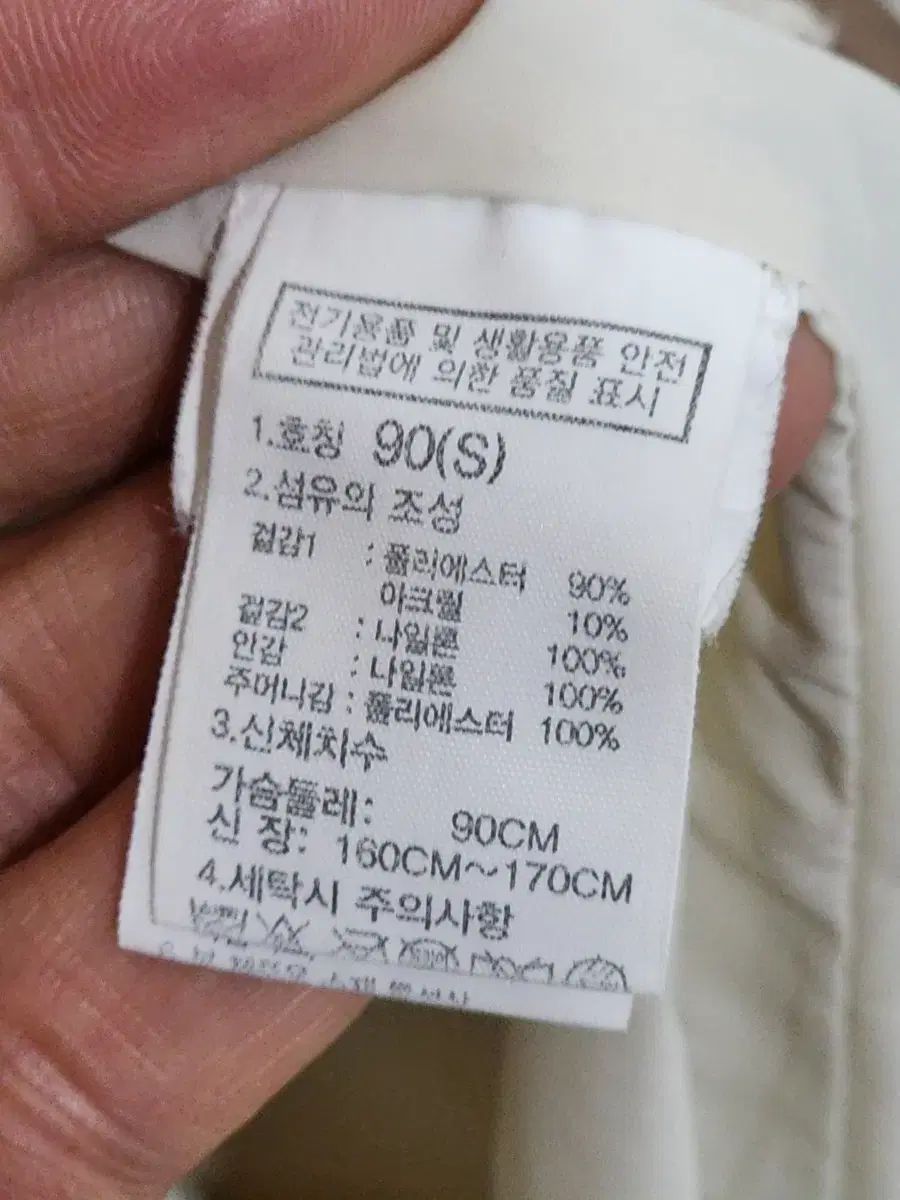 전기용품 및 생활용품 안전
관리법에 의한 품질 표시
1.호칭 90(S)
2.섬유의 조성
겉감1 : 폴리에스터 90%
아크릴 10%
겉감2 : 나일론 100%
안감 : 나일론 100%
주머니감 : 폴리에스터 100%
3.신체치수
가슴둘레: 90CM
신 장: 160CM~170CM
4.세탁시 주의사항